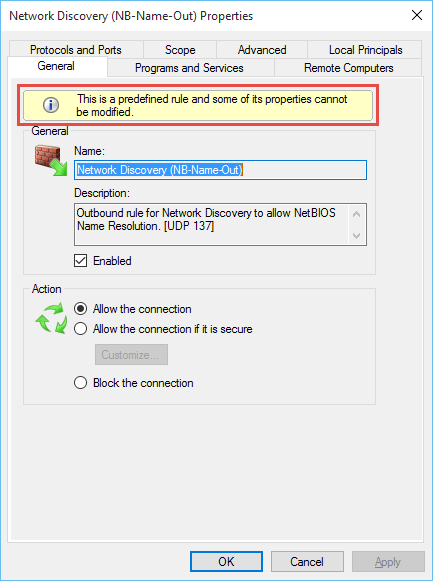 Network Discovery (NB-Name-Out) Properties
Protocols and Ports
Scope
Advanced
Local Principals
General
Programs and Services
Remote Computers
This is a predefined rule and some of its properties cannot
be modified.
General
Name:
Network Discovery (NB-Name-Out)
Description:
Outbound rule for Network Discovery to allow NetBIOS
Name Resolution. [UDP 137]
Enabled
Action
Allow the connection
Allow the connection if it is secure
Customize...
Block the connection
OK
Cancel
Apply